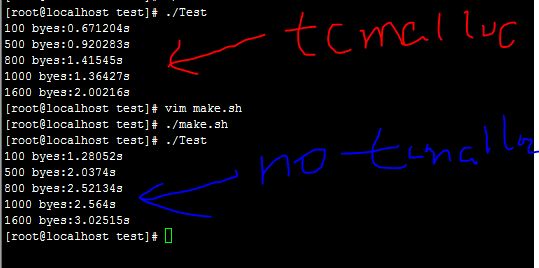 [root@localhost test]# ./Test
100 byes:0.671204s
500 byes:0.920283s
800 byes:1.41545s
1000 byes:1.36427s
1600 byes:2.00216s
tcmalloc
[root@localhost test]# vim make.sh
[root@localhost test]# ./make.sh
[root@localhost test]# ./Test
100 byes:1.28052s
500 byes:2.0374s
800 byes:2.52134s
1000 byes:2.564s
1600 byes:3.02515s
no tcmalloc
[root@localhost test]#